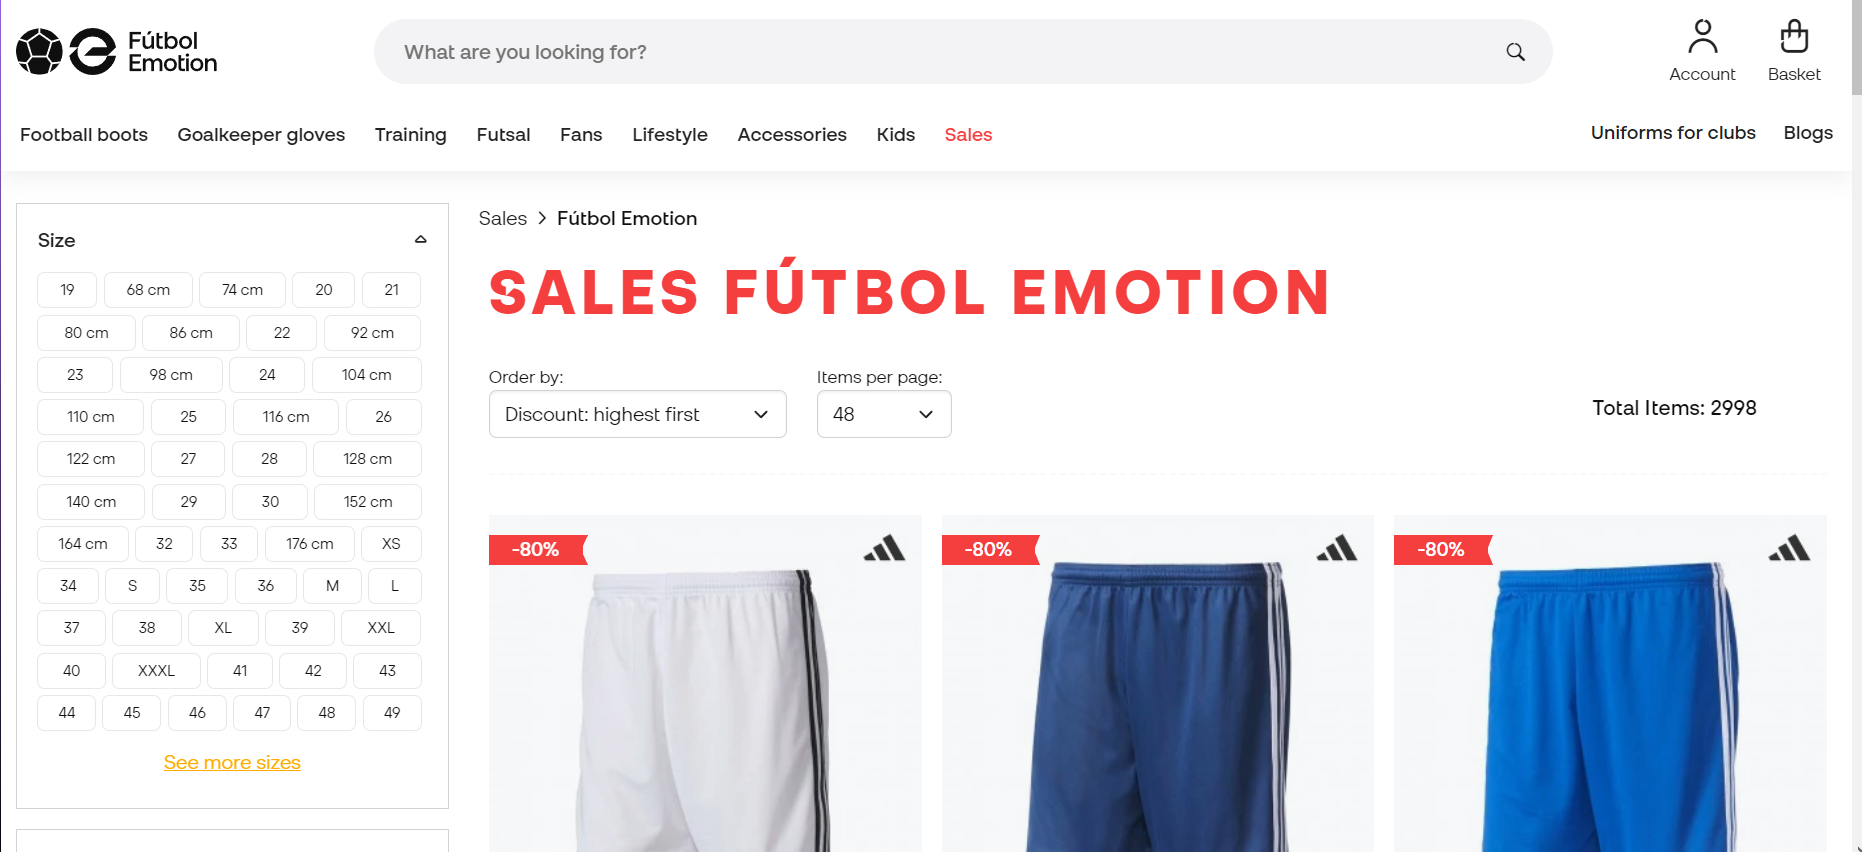 Fútbol
Emotion
What are you looking for?
Account
Basket
Football boots
Goalkeeper gloves
Training
Futsal
Fans
Lifestyle
Accessories
Kids
Sales
Uniforms for clubs
Blogs
Size
19 68 cm 74 cm 20 21
80 cm 86 cm 22 92 cm
23 98 cm 24 104 cm
110 cm 25 116 cm 26
122 cm 27 28 128 cm
140 cm 29 30 152 cm
164 cm 32 33 176 cm XS
34 S 35 36 M L
37 38 XL 39 XXL
40 XXXL 41 42 43
44 45 46 47 48 49
See more sizes
Sales > Fútbol Emotion
SALES FÚTBOL EMOTION
Order by:
Discount: highest first
Items per page:
48
Total Items: 2998
-80%
-80%
-80%